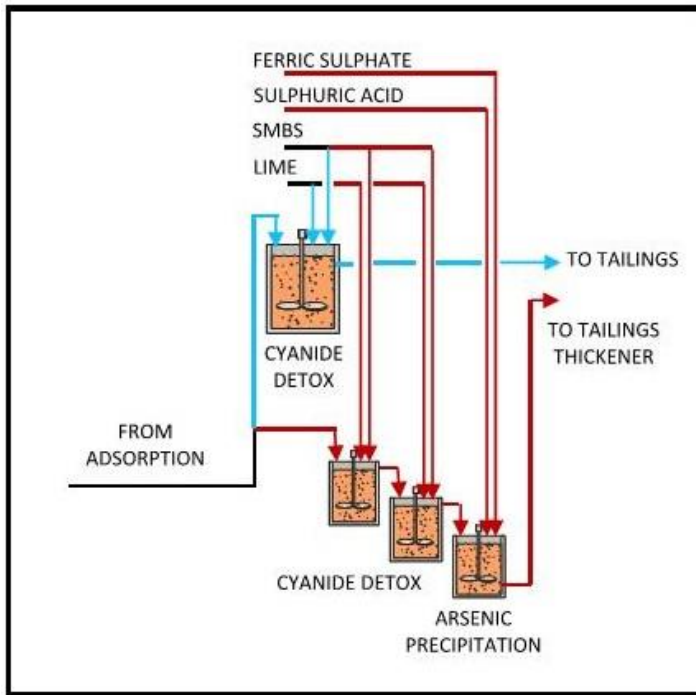 FERRIC SULPHATE
SULPHURIC ACID
SMBS
LIME
TO TAILINGS
CYANIDE
DETOX
TO TAILINGS
THICKENER
FROM
ADSORPTION
CYANIDE DETOX
ARSENIC
PRECIPITATION